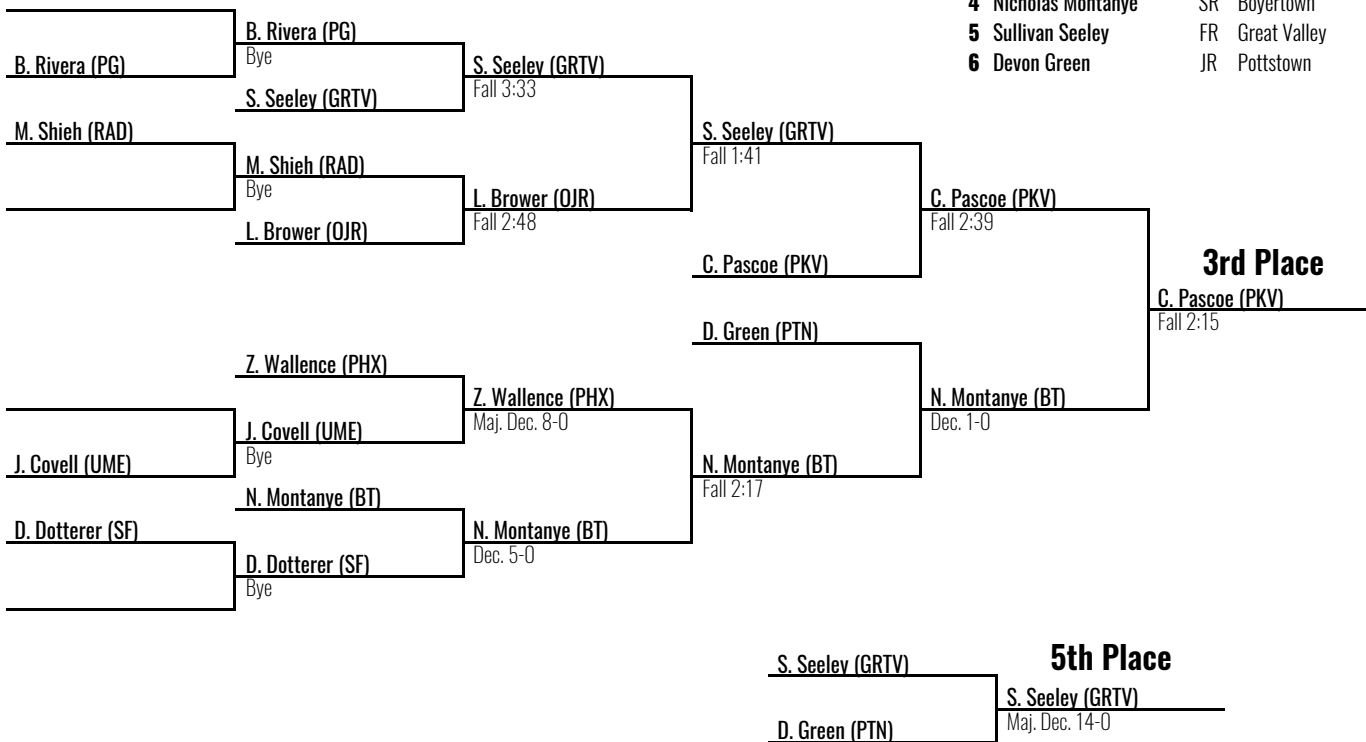 4 Nicholas Montanye SR Boyertown
5 Sullivan Seeley FR Great Valley
6 Devon Green JR Pottstown
B. Rivera (PG)
B. Rivera (PG)
Bye
S. Seeley (GRTV)
S. Seeley (GRTV)
Fall 3:33
M. Shieh (RAD)
M. Shieh (RAD)
Bye
L. Brower (OJR)
L. Brower (OJR)
Fall 2:48
S. Seeley (GRTV)
Fall 1:41
C. Pascoe (PKV)
C. Pascoe (PKV)
Fall 2:39
3rd Place
C. Pascoe (PKV)
Fall 2:15
D. Green (PTN)
Z. Wallence (PHX)
Z. Wallence (PHX)
Maj. Dec. 8-0
J. Covell (UME)
J. Covell (UME)
Bye
N. Montanye (BT)
Dec. 1-0
N. Montanye (BT)
Fall 2:17
N. Montanye (BT)
N. Montanye (BT)
Dec. 5-0
D. Dotterer (SF)
D. Dotterer (SF)
Bye
5th Place
S. Seeley (GRTV)
S. Seeley (GRTV)
Maj. Dec. 14-0
D. Green (PTN)